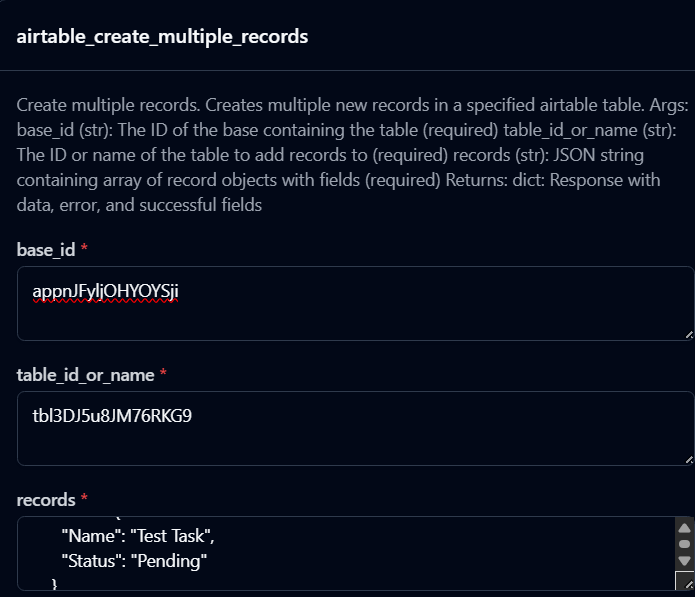 airtable_create_multiple_records
Create multiple records. Creates multiple new records in a specified airtable table. Args:
base_id (str): The ID of the base containing the table (required) table_id_or_name (str):
The ID or name of the table to add records to (required) records (str): JSON string
containing array of record objects with fields (required) Returns: dict: Response with
data, error, and successful fields
base_id *
appnJFyljOHYOYSji
table_id_or_name *
tbl3DJ5u8JM76RKG9
records *
{
"Name": "Test Task",
"Status": "Pending"
}